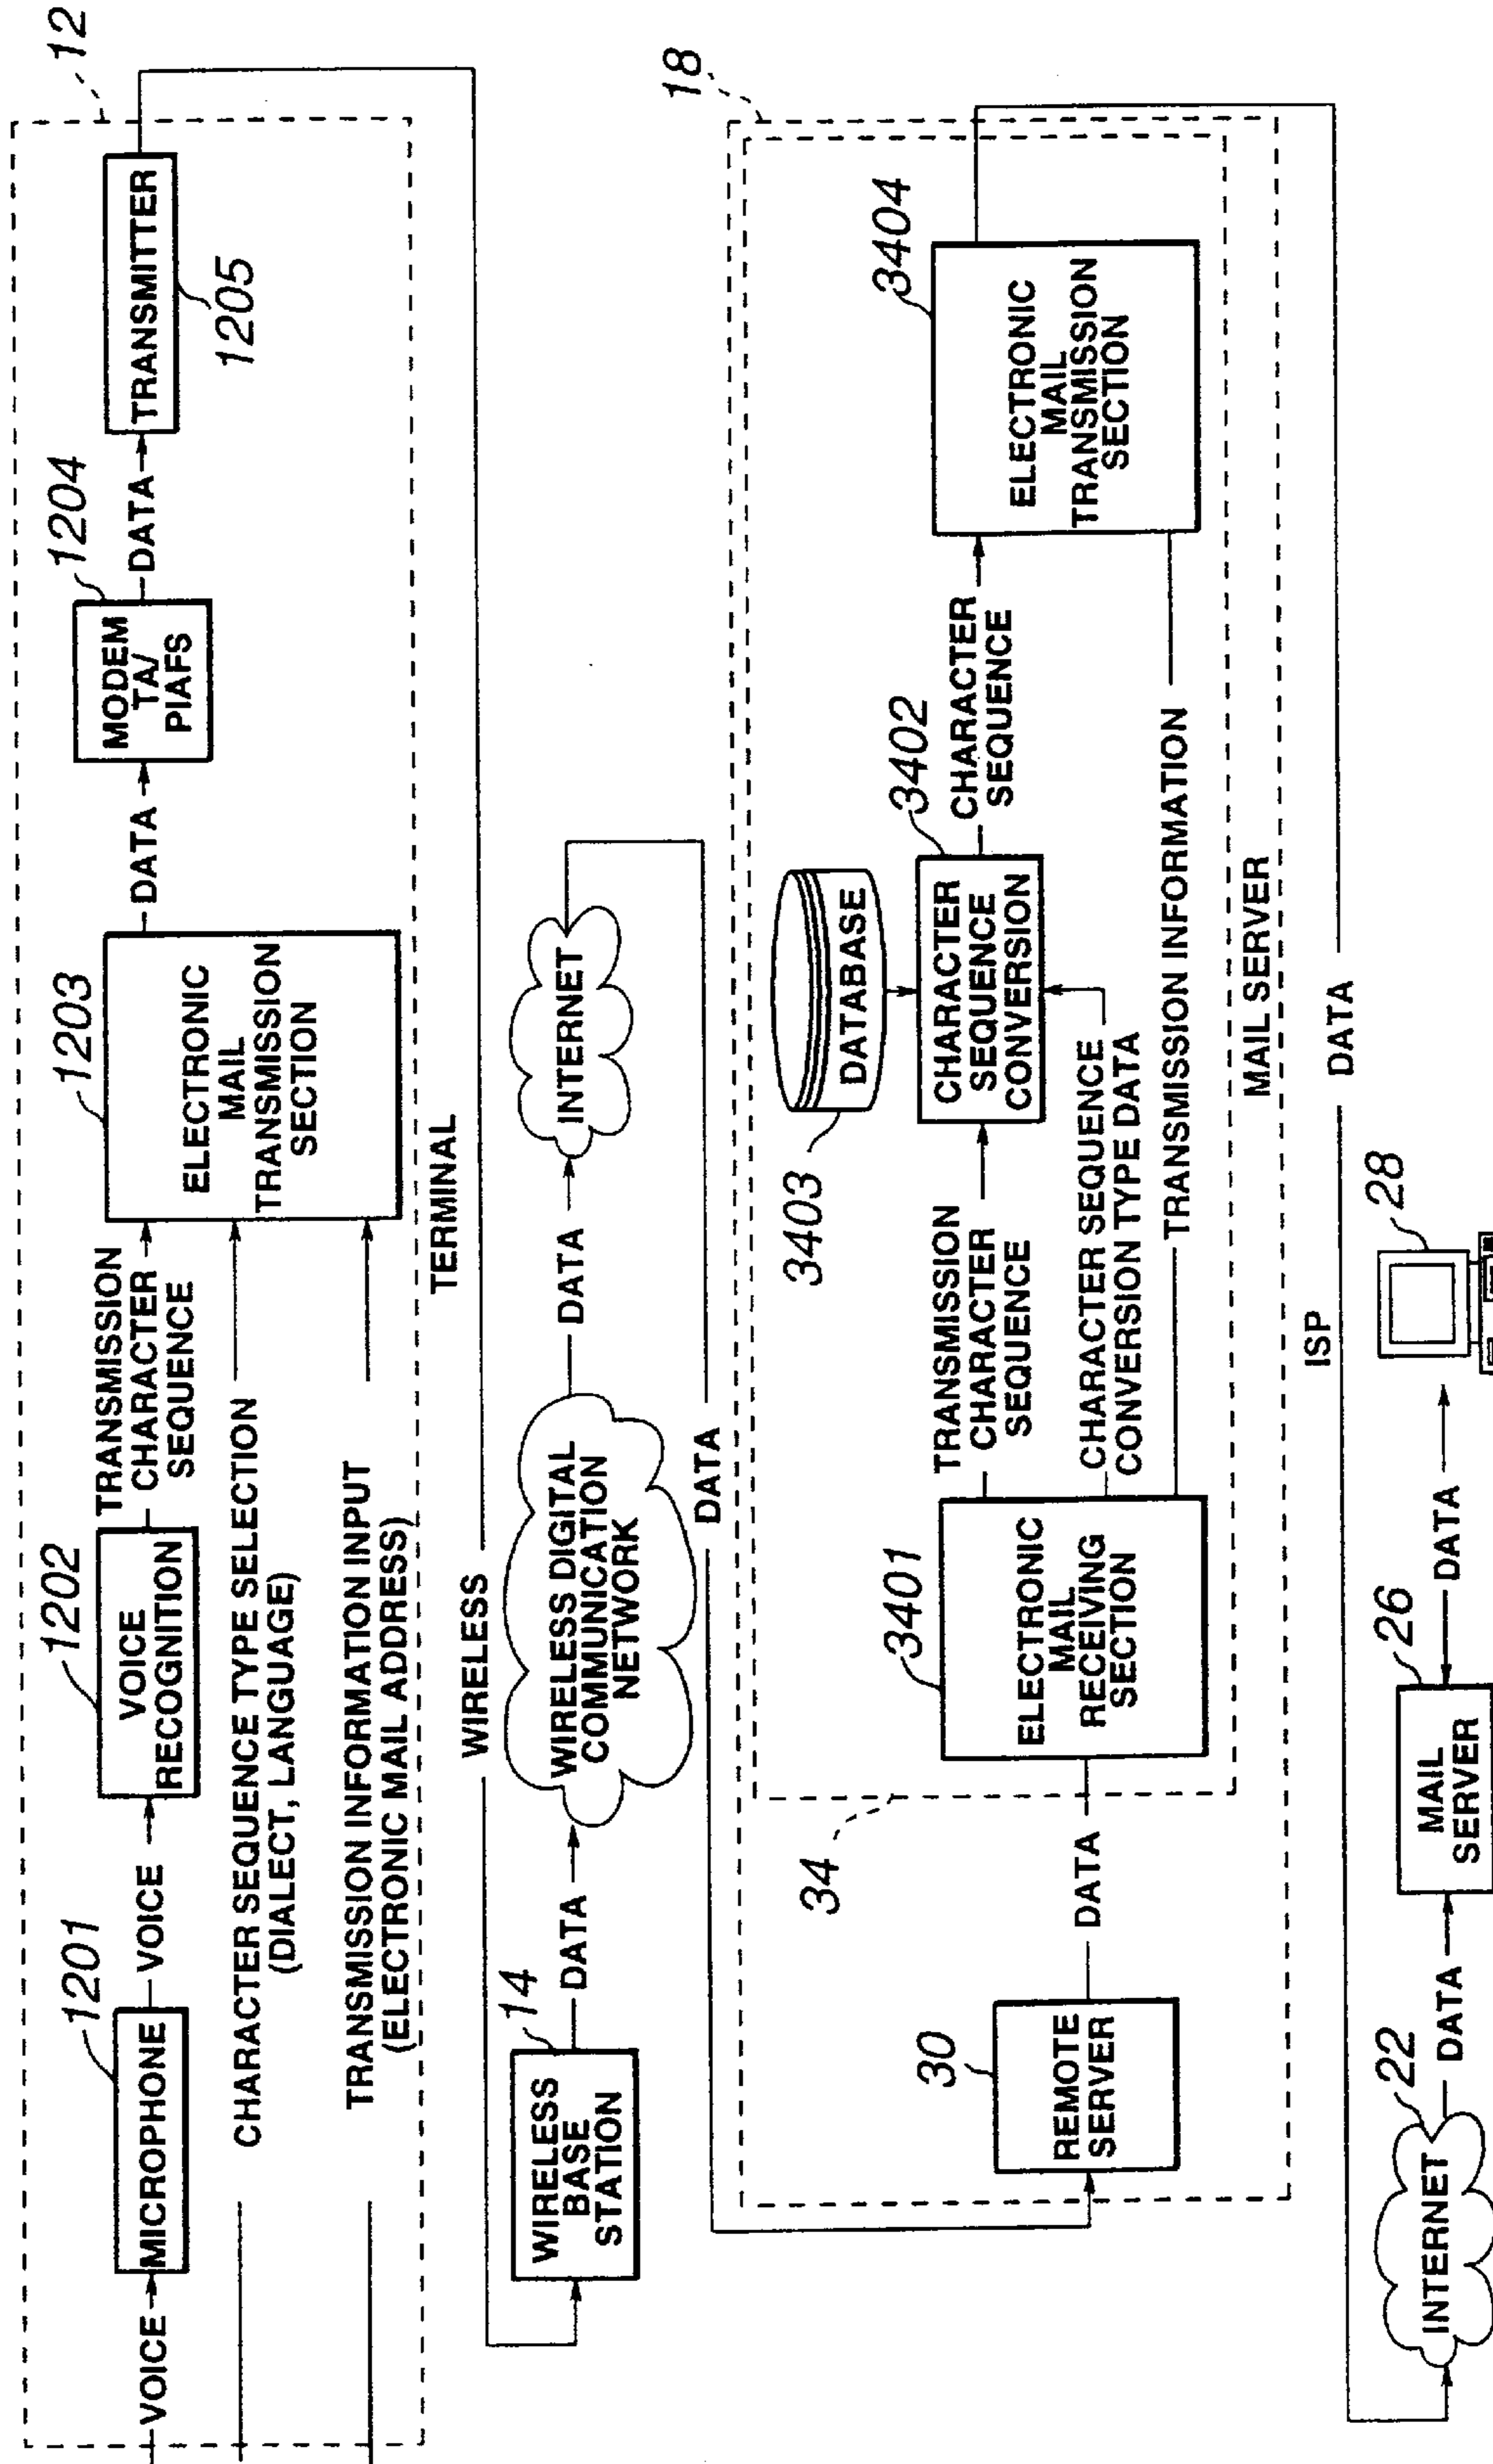 12
1201
1202
1203
1204
1205
VOICE
MICROPHONE
VOICE
VOICE
RECOGNITION
TRANSMISSION
CHARACTER
SEQUENCE
ELECTRONIC
MAIL
TRANSMISSION
SECTION
DATA
MODEM
TA/
PIAFS
DATA
TRANSMITTER
CHARACTER SEQUENCE TYPE SELECTION
(DIALECT, LANGUAGE)
TRANSMISSION INFORMATION INPUT
(ELECTRONIC MAIL ADDRESS)
TERMINAL
WIRELESS
14
WIRELESS
BASE
STATION
DATA
WIRELESS DIGITAL
COMMUNICATION
NETWORK
DATA
INTERNET
DATA
18
34
30
REMOTE
SERVER
DATA
3401
ELECTRONIC
MAIL
RECEIVING
SECTION
TRANSMISSION
CHARACTER
SEQUENCE
CHARACTER SEQUENCE
CONVERSION TYPE DATA
TRANSMISSION INFORMATION
3403
DATABASE
3402
CHARACTER
SEQUENCE
CONVERSION
CHARACTER
SEQUENCE
3404
ELECTRONIC
MAIL
TRANSMISSION
SECTION
MAIL SERVER
ISP
DATA
22
INTERNET
DATA
26
MAIL
SERVER
DATA
28